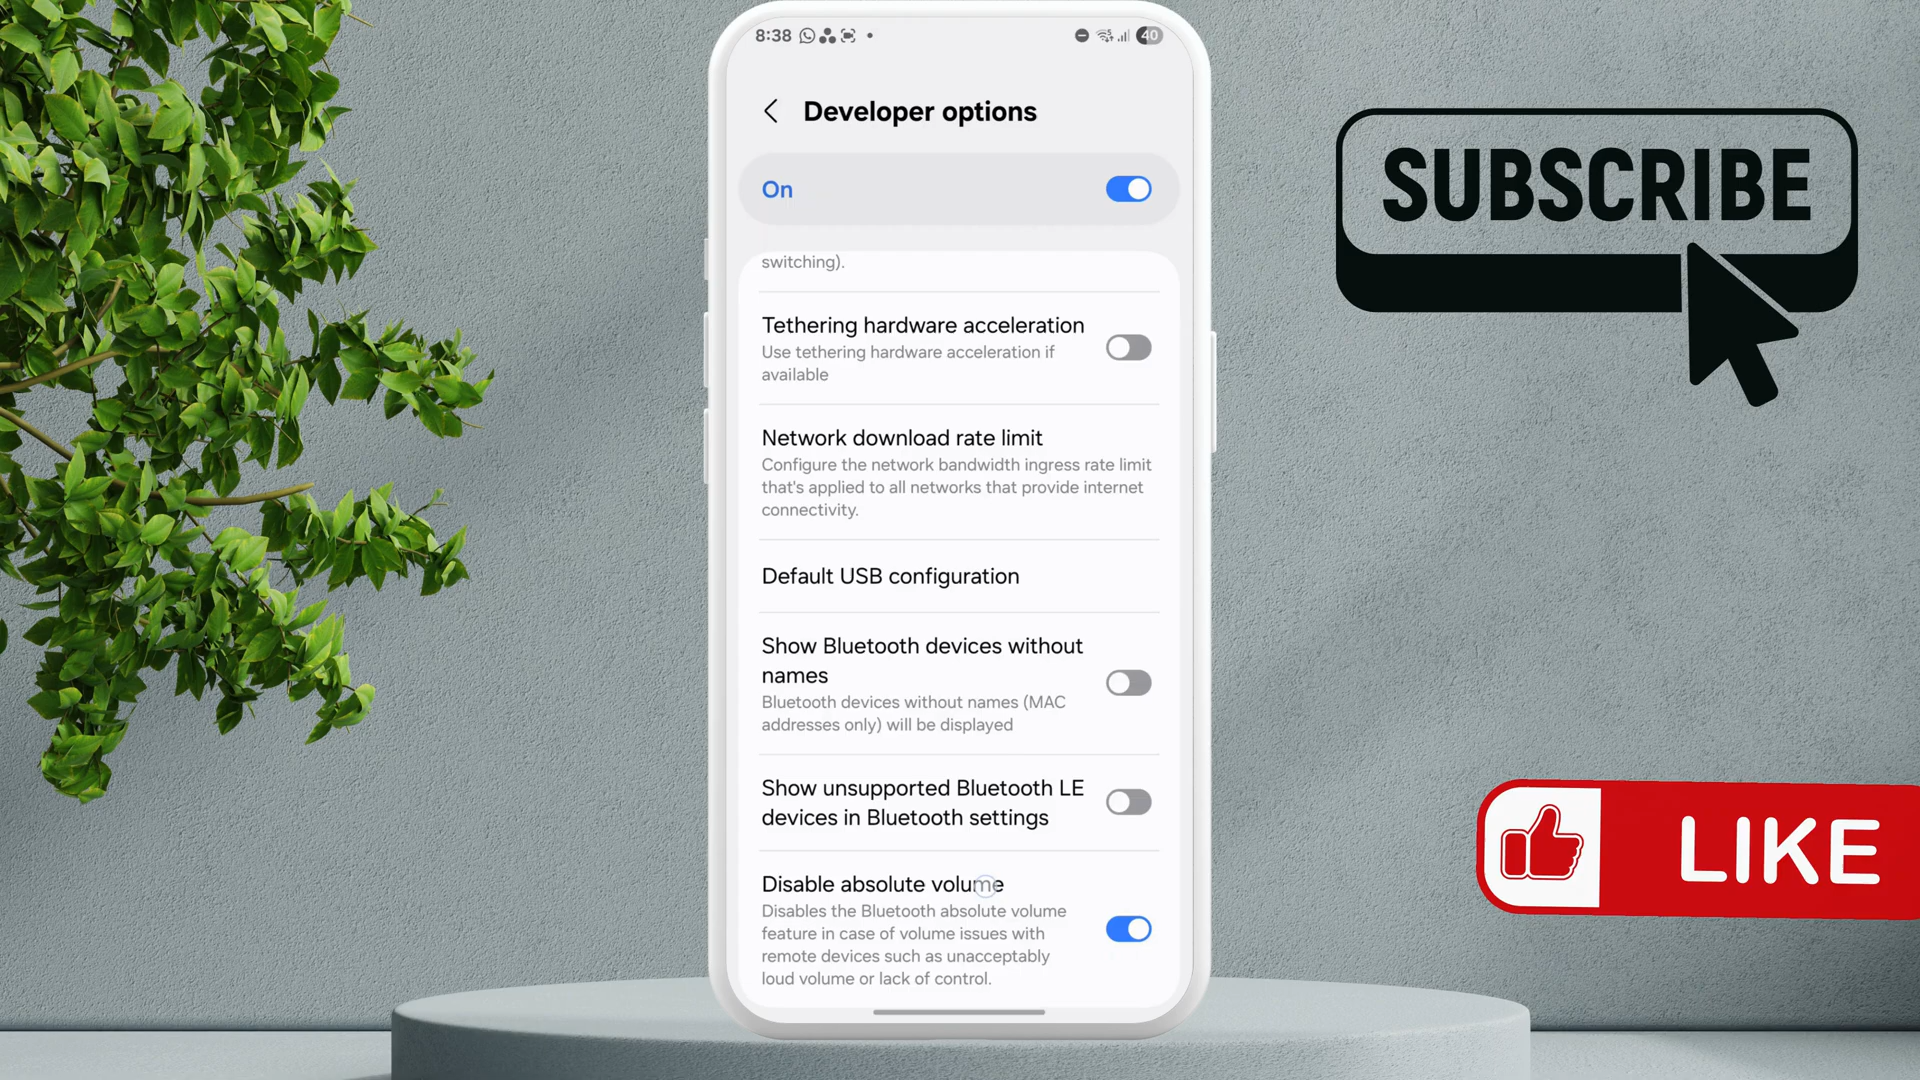 8:38
40
Developer options
On
switching).
Tethering hardware acceleration
Use tethering hardware acceleration if
available
Network download rate limit
Configure the network bandwidth ingress rate limit
that's applied to all networks that provide internet
connectivity.
Default USB configuration
Show Bluetooth devices without
names
Bluetooth devices without names (MAC
addresses only) will be displayed
Show unsupported Bluetooth LE
devices in Bluetooth settings
Disable absolute volume
Disables the Bluetooth absolute volume
feature in case of volume issues with
remote devices such as unacceptably
loud volume or lack of control.
SUBSCRIBE
LIKE